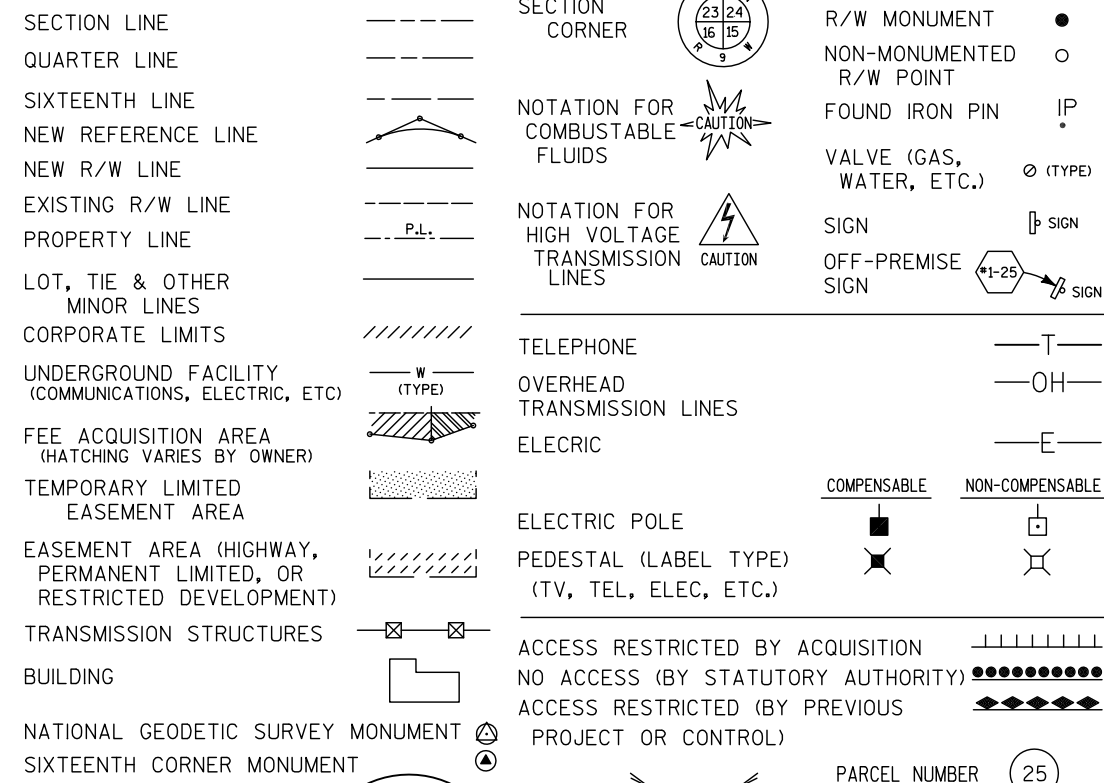 SECTION LINE
QUARTER LINE
SIXTEENTH LINE
NEW REFERENCE LINE
NEW R/W LINE
EXISTING R/W LINE
PROPERTY LINE
P.L.
LOT, TIE & OTHER
MINOR LINES
CORPORATE LIMITS
UNDERGROUND FACILITY
(COMMUNICATIONS, ELECTRIC, ETC)
W
(TYPE)
FEE ACQUISITION AREA
(HATCHING VARIES BY OWNER)
TEMPORARY LIMITED
EASEMENT AREA
EASEMENT AREA (HIGHWAY,
PERMANENT LIMITED, OR
RESTRICTED DEVELOPMENT)
TRANSMISSION STRUCTURES
BUILDING
NATIONAL GEODETIC SURVEY MONUMENT
SIXTEENTH CORNER MONUMENT
SECTION
CORNER
23 24
16 15
R 9 W
NOTATION FOR
COMBUSTABLE
FLUIDS
CAUTION
NOTATION FOR
HIGH VOLTAGE
TRANSMISSION
LINES
CAUTION
R/W MONUMENT
NON-MONUMENTED
R/W POINT
FOUND IRON PIN
IP
VALVE (GAS,
WATER, ETC.)
(TYPE)
SIGN
SIGN
OFF-PREMISE
SIGN
#1-25
SIGN
TELEPHONE
T
OVERHEAD
TRANSMISSION LINES
OH
ELECRIC
E
COMPENSABLE
NON-COMPENSABLE
ELECTRIC POLE
PEDESTAL (LABEL TYPE)
(TV, TEL, ELEC, ETC.)
ACCESS RESTRICTED BY ACQUISITION
NO ACCESS (BY STATUTORY AUTHORITY)
ACCESS RESTRICTED (BY PREVIOUS
PROJECT OR CONTROL)
PARCEL NUMBER
25